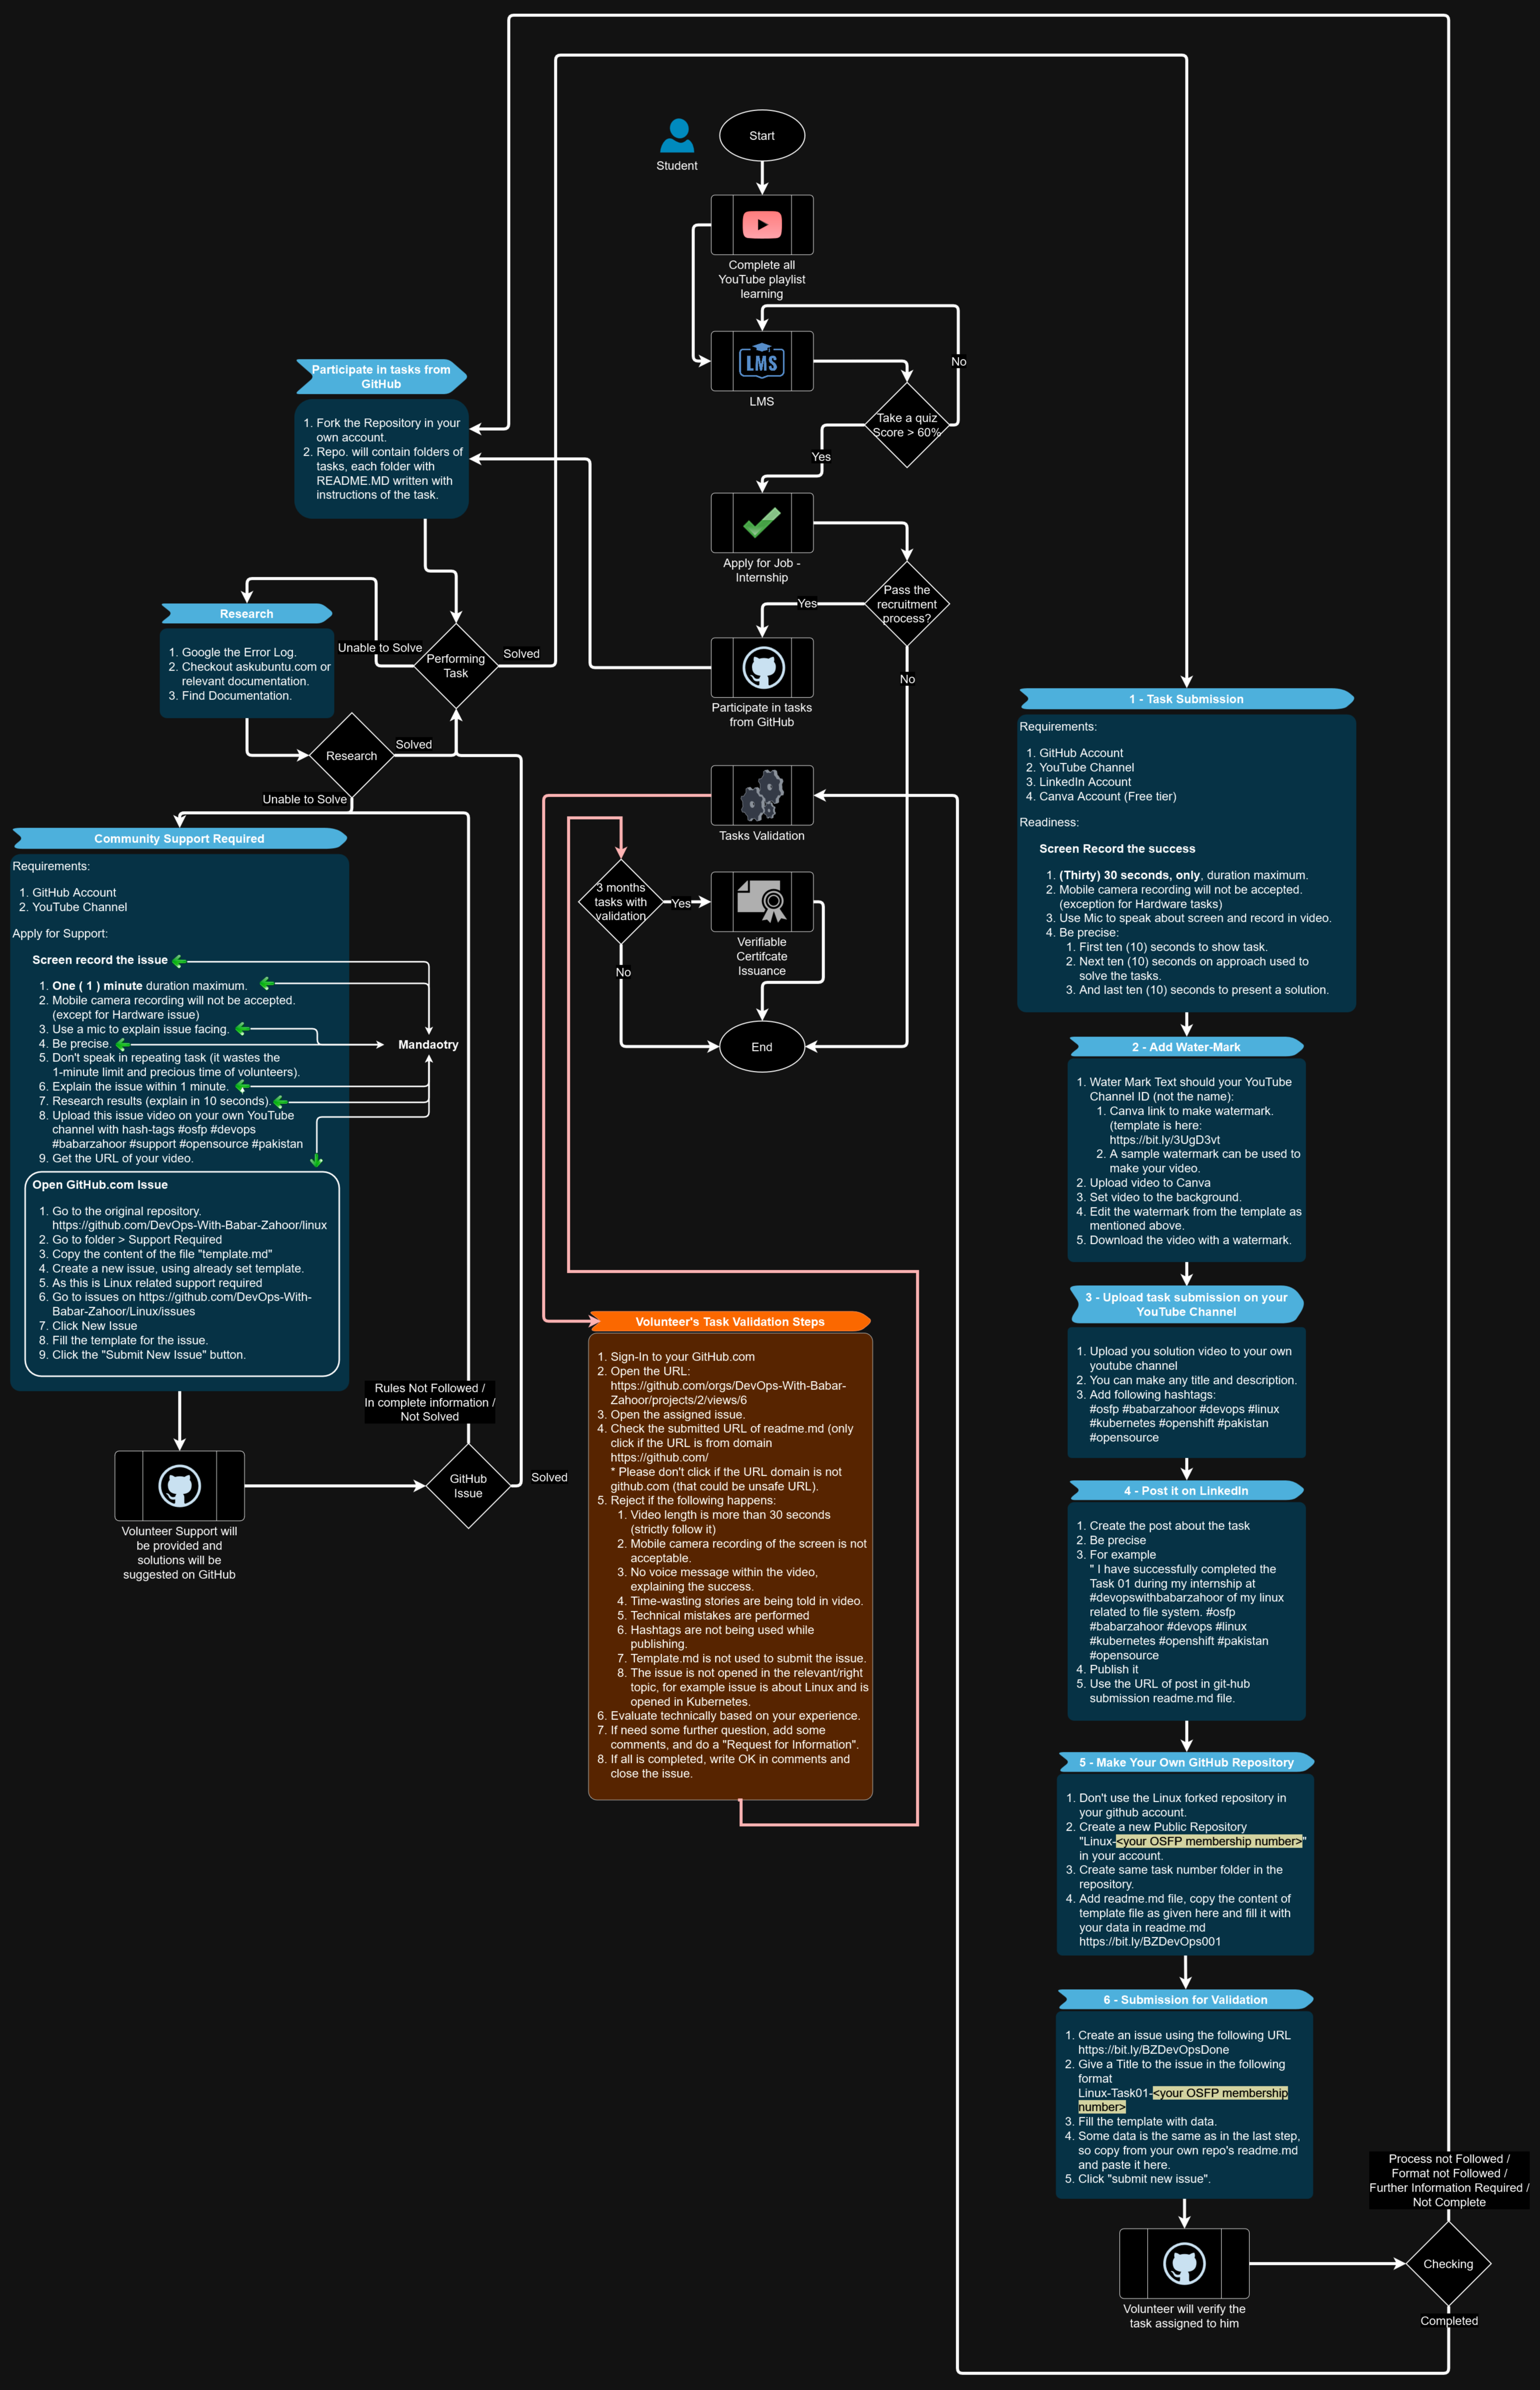 Start
Student
Complete all
YouTube playlist
learning
LMS
LMS
No
Take a quiz
Score > 60%
Yes
Apply for Job -
Internship
Pass the
recruitment
process?
Yes
No
Participate in tasks
from GitHub
Tasks Validation
3 months
tasks with
validation
Yes
No
Verifiable
Certifcate
Issuance
End
Participate in tasks from
GitHub
1. Fork the Repository in your
own account.
2. Repo. will contain folders of
tasks, each folder with
README.MD written with
instructions of the task.
Performing
Task
Unable to Solve
Solved
Research
1. Google the Error Log.
2. Checkout askubuntu.com or
relevant documentation.
3. Find Documentation.
Research
Solved
Unable to Solve
Community Support Required
Requirements:
1. GitHub Account
2. YouTube Channel
Apply for Support:
Screen record the issue
1. One ( 1 ) minute duration maximum.
2. Mobile camera recording will not be accepted.
(except for Hardware issue)
3. Use a mic to explain issue facing.
4. Be precise.
5. Don't speak in repeating task (it wastes the
1-minute limit and precious time of volunteers).
6. Explain the issue within 1 minute.
7. Research results (explain in 10 seconds).
8. Upload this issue video on your own YouTube
channel with hash-tags #osfp #devops
#babarzahoor #support #opensource #pakistan
9. Get the URL of your video.
Mandaotry
Open GitHub.com Issue
1. Go to the original repository.
https://github.com/DevOps-With-Babar-Zahoor/linux
2. Go to folder > Support Required
3. Copy the content of the file "template.md"
4. Create a new issue, using already set template.
5. As this is Linux related support required
6. Go to issues on https://github.com/DevOps-With-
Babar-Zahoor/Linux/issues
7. Click New Issue
8. Fill the template for the issue.
9. Click the "Submit New Issue" button.
Volunteer Support will
be provided and
solutions will be
suggested on GitHub
Rules Not Followed /
In complete information /
Not Solved
GitHub
Issue
Solved
Volunteer's Task Validation Steps
1. Sign-In to your GitHub.com
2. Open the URL:
https://github.com/orgs/DevOps-With-Babar-
Zahoor/projects/2/views/6
3. Open the assigned issue.
4. Check the submitted URL of readme.md (only
click if the URL is from domain
https://github.com/
* Please don't click if the URL domain is not
github.com (that could be unsafe URL).
5. Reject if the following happens:
1. Video length is more than 30 seconds
(strictly follow it)
2. Mobile camera recording of the screen is not
acceptable.
3. No voice message within the video,
explaining the success.
4. Time-wasting stories are being told in video.
5. Technical mistakes are performed
6. Hashtags are not being used while
publishing.
7. Template.md is not used to submit the issue.
8. The issue is not opened in the relevant/right
topic, for example issue is about Linux and is
opened in Kubernetes.
6. Evaluate technically based on your experience.
7. If need some further question, add some
comments, and do a "Request for Information".
8. If all is completed, write OK in comments and
close the issue.
1 - Task Submission
Requirements:
1. GitHub Account
2. YouTube Channel
3. LinkedIn Account
4. Canva Account (Free tier)
Readiness:
Screen Record the success
1. (Thirty) 30 seconds, only, duration maximum.
2. Mobile camera recording will not be accepted.
(exception for Hardware tasks)
3. Use Mic to speak about screen and record in video.
4. Be precise:
1. First ten (10) seconds to show task.
2. Next ten (10) seconds on approach used to
solve the tasks.
3. And last ten (10) seconds to present a solution.
2 - Add Water-Mark
1. Water Mark Text should your YouTube
Channel ID (not the name):
1. Canva link to make watermark.
(template is here:
https://bit.ly/3UgD3vt
2. A sample watermark can be used to
make your video.
2. Upload video to Canva
3. Set video to the background.
4. Edit the watermark from the template as
mentioned above.
5. Download the video with a watermark.
3 - Upload task submission on your
YouTube Channel
1. Upload you solution video to your own
youtube channel
2. You can make any title and description.
3. Add following hashtags:
#osfp #babarzahoor #devops #linux
#kubernetes #openshift #pakistan
#opensource
4 - Post it on LinkedIn
1. Create the post about the task
2. Be precise
3. For example
" I have successfully completed the
Task 01 during my internship at
#devopswithbabarzahoor of my linux
related to file system. #osfp
#babarzahoor #devops #linux
#kubernetes #openshift #pakistan
#opensource
4. Publish it
5. Use the URL of post in git-hub
submission readme.md file.
5 - Make Your Own GitHub Repository
1. Don't use the Linux forked repository in
your github account.
2. Create a new Public Repository
"Linux-<your OSFP membership number>"
in your account.
3. Create same task number folder in the
repository.
4. Add readme.md file, copy the content of
template file as given here and fill it with
your data in readme.md
https://bit.ly/BZDevOps001
6 - Submission for Validation
1. Create an issue using the following URL
https://bit.ly/BZDevOpsDone
2. Give a Title to the issue in the following
format
Linux-Task01-<your OSFP membership
number>
3. Fill the template with data.
4. Some data is the same as in the last step,
so copy from your own repo's readme.md
and paste it here.
5. Click "submit new issue".
Volunteer will verify the
task assigned to him
Process not Followed /
Format not Followed /
Further Information Required /
Not Complete
Checking
Completed